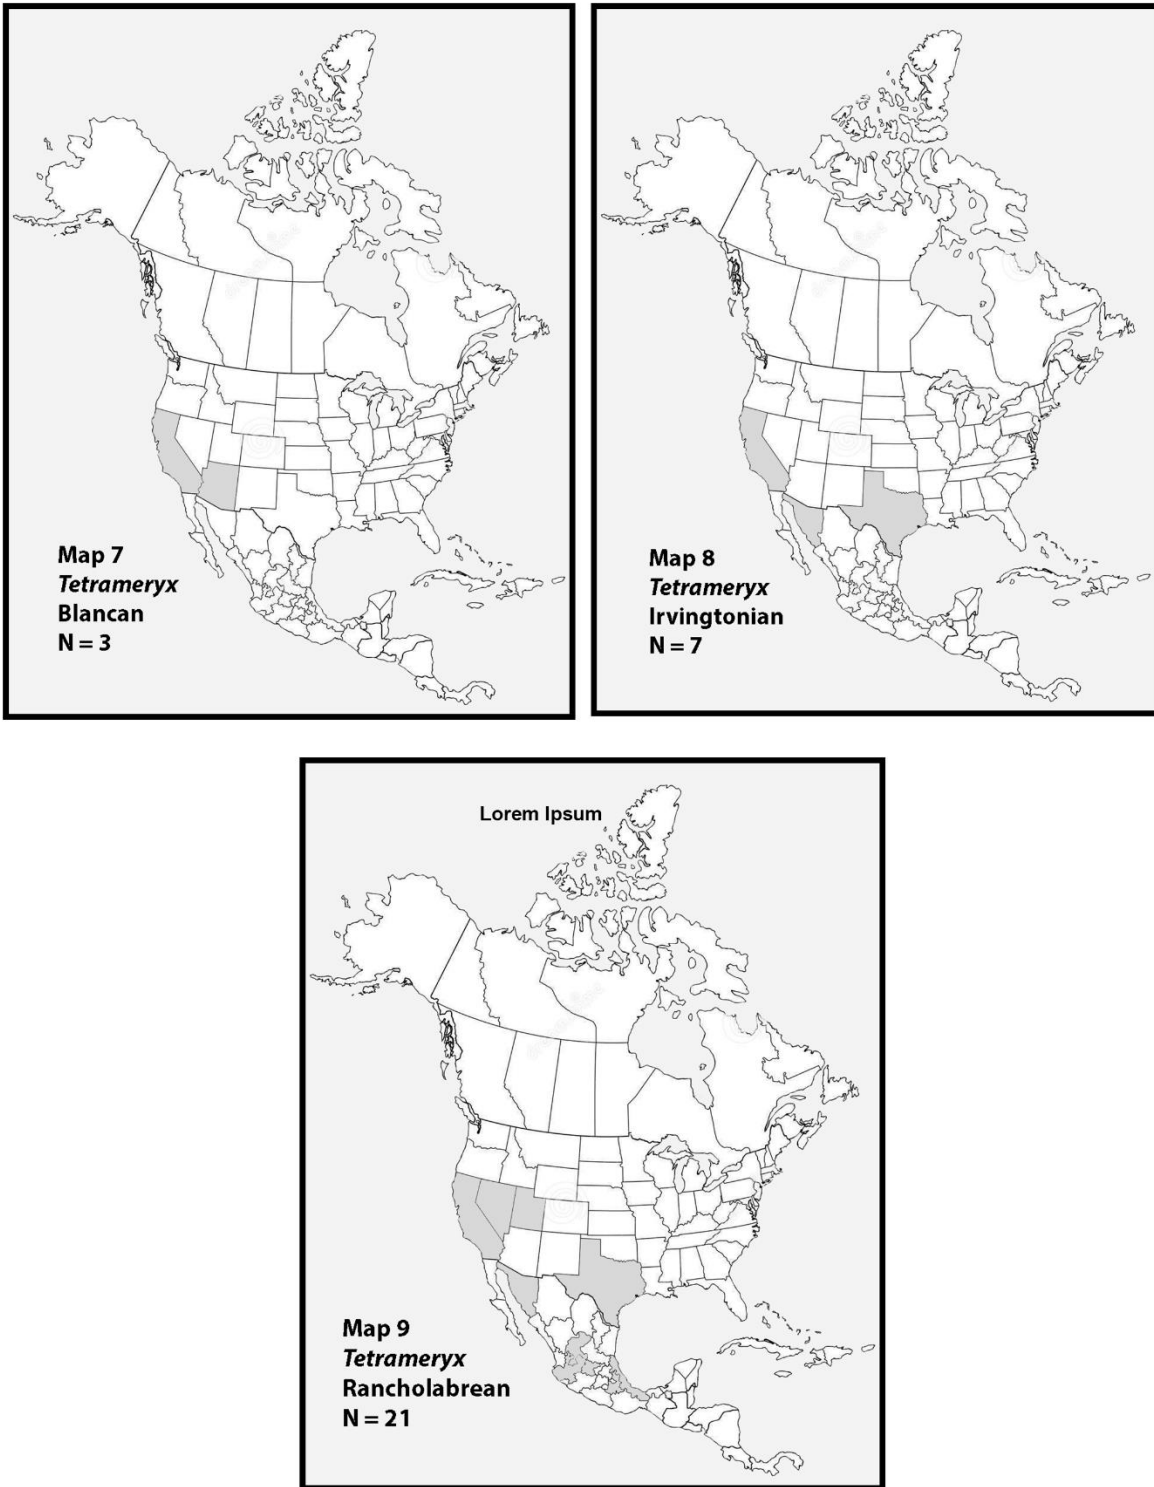 Map 7
Tetrameryx
Blancan
N = 3
Map 8
Tetrameryx
Irvingtonian
N = 7
Lorem Ipsum
Map 9
Tetrameryx
Rancholabrean
N = 21